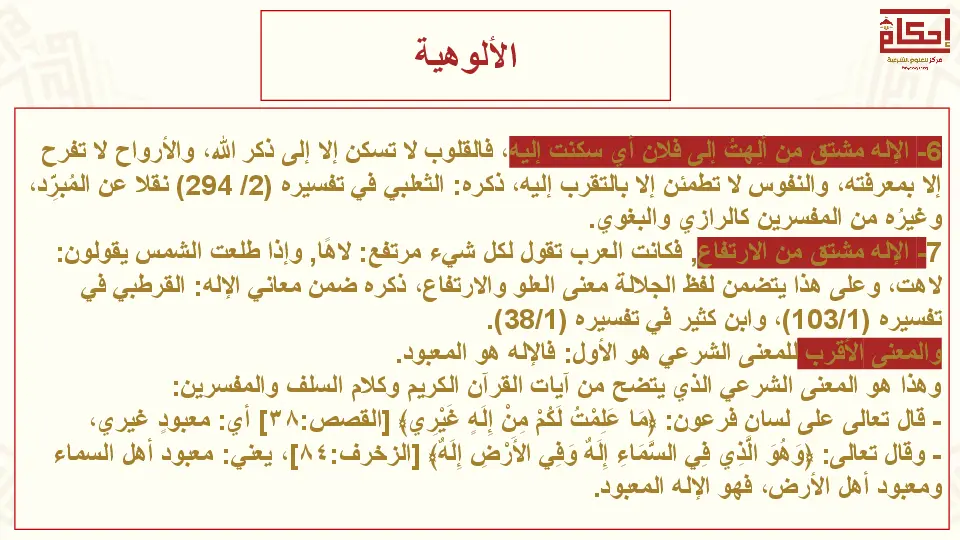 إحكام
مركز للعلوم الشرعية
الألوهية
6- الإله مشتق من ألِهتُ إلى فلان أي سكنت إليه، فالقلوب لا تسكن إلا إلى ذكر الله، والأرواح لا تفرح
إلا بمعرفته، والنفوس لا تطمئن إلا بالتقرب إليه، ذكره: الثعلبي في تفسيره (2/ 294) نقلا عن المُبرِّد،
وغيرُه من المفسرين كالرازي والبغوي.
7- الإله مشتق من الارتفاع, فكانت العرب تقول لكل شيء مرتفع: لاهًا, وإذا طلعت الشمس يقولون:
لاهت، وعلى هذا يتضمن لفظ الجلالة معنى العلو والارتفاع، ذكره ضمن معاني الإله: القرطبي في
تفسيره (103/1)، وابن كثير في تفسيره (38/1).
والمعنى الأقرب للمعنى الشرعي هو الأول: فالإله هو المعبود.
وهذا هو المعنى الشرعي الذي يتضح من آيات القرآن الكريم وكلام السلف والمفسرين:
- قال تعالى على لسان فرعون: ﴿مَا عَلِمْتُ لَكُمْ مِنْ إِلَهٍ غَيْرِي﴾ [القصص:٣٨] أي: معبودٍ غيري،
- وقال تعالى: ﴿وَهُوَ الَّذِي فِي السَّمَاءِ إِلَهٌ وَفِي الأَرْضِ إِلَهٌ﴾ [الزخرف:٨٤]، يعني: معبود أهل السماء
ومعبود أهل الأرض، فهو الإله المعبود.